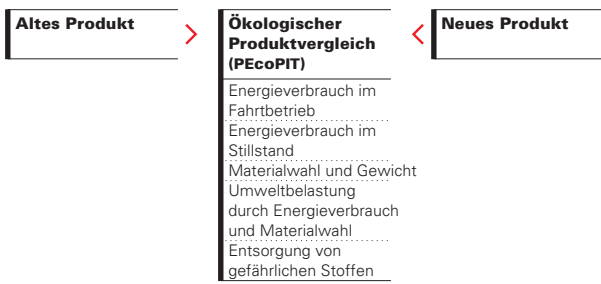 Altes Produkt
Ökologischer
Produktvergleich
(PEcoPIT)
Energieverbrauch im
Fahrtbetrieb
Energieverbrauch im
Stillstand
Materialwahl und Gewicht
Umweltbelastung
durch Energieverbrauch
und Materialwahl
Entsorgung von
gefährlichen Stoffen
Neues Produkt